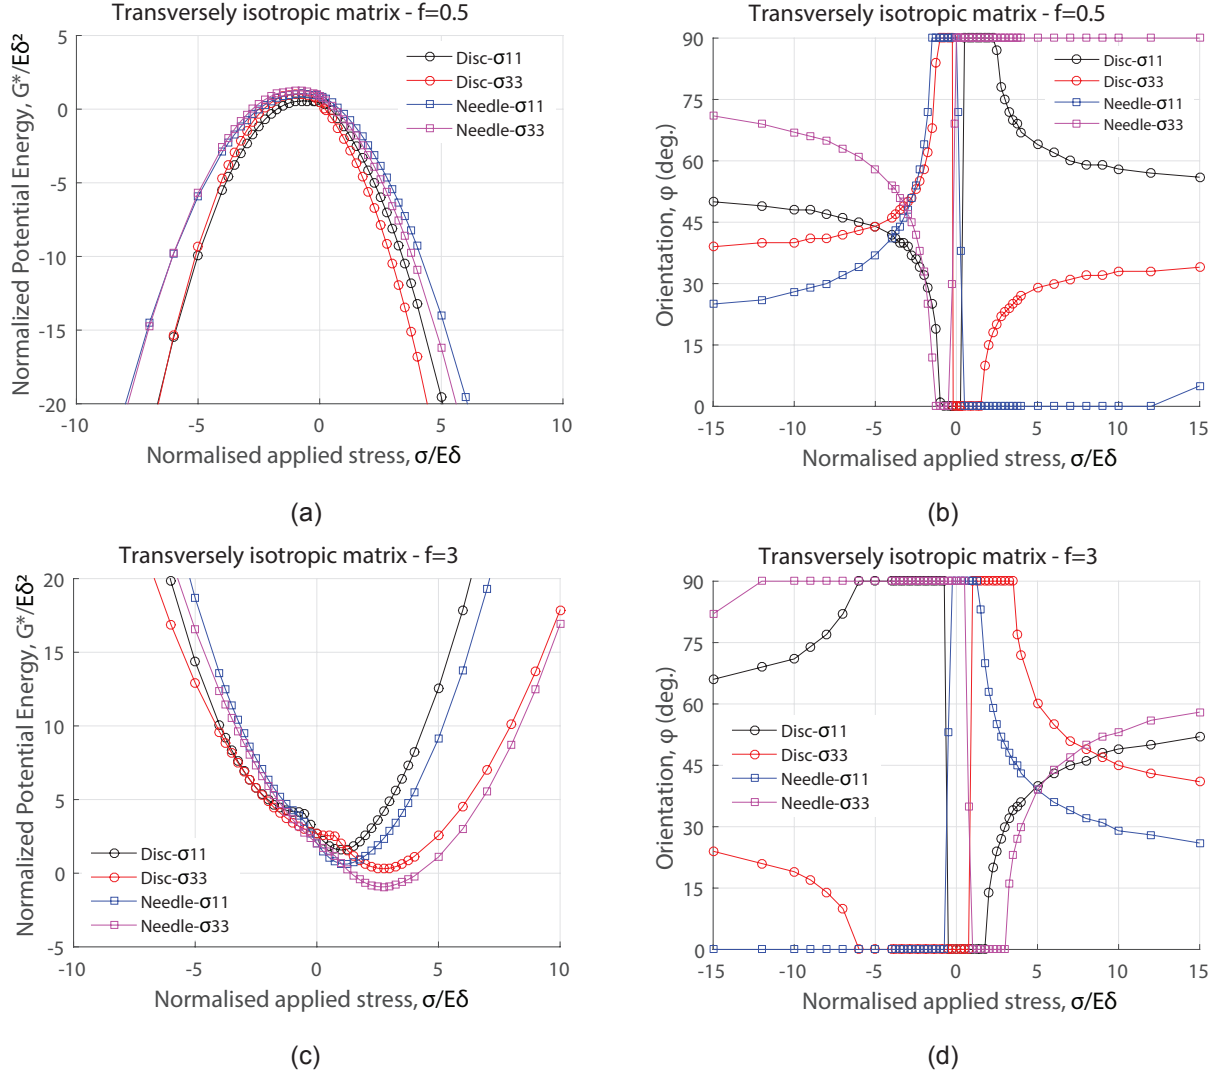 Transversely isotropic matrix - f=0.5
Normalized Potential Energy, G*/Eδ²
5
0
-5
-10
-15
-20
-10
-5
0
5
10
Disc-σ11
Disc-σ33
Needle-σ11
Needle-σ33
Normalised applied stress, σ/Eδ
(a)
Transversely isotropic matrix - f=0.5
Orientation, φ (deg.)
90
75
60
45
30
15
0
-15
-10
-5
0
5
10
15
Disc-σ11
Disc-σ33
Needle-σ11
Needle-σ33
Normalised applied stress, σ/Eδ
(b)
Transversely isotropic matrix - f=3
Normalized Potential Energy, G*/Eδ²
20
15
10
5
0
-5
-10
-5
0
5
10
Disc-σ11
Disc-σ33
Needle-σ11
Needle-σ33
Normalised applied stress, σ/Eδ
(c)
Transversely isotropic matrix - f=3
Orientation, φ (deg.)
90
75
60
45
30
15
0
-15
-10
-5
0
5
10
15
Disc-σ11
Disc-σ33
Needle-σ11
Needle-σ33
Normalised applied stress, σ/Eδ
(d)